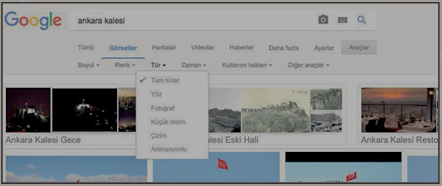 Google
ankara kalesi
Tümü Görseller Haritalar Videolar Haberler Daha fazla Ayarlar Araçlar
Boyut Renk Tür Zaman Kullanım hakları Diğer araçlar
Tüm türler
Yüz
Fotoğraf
Küçük resim
Çizim
Animasyonlu
Ankara Kalesi Gece
Kalesi Eski Hali
Ankara Kalesi Resto